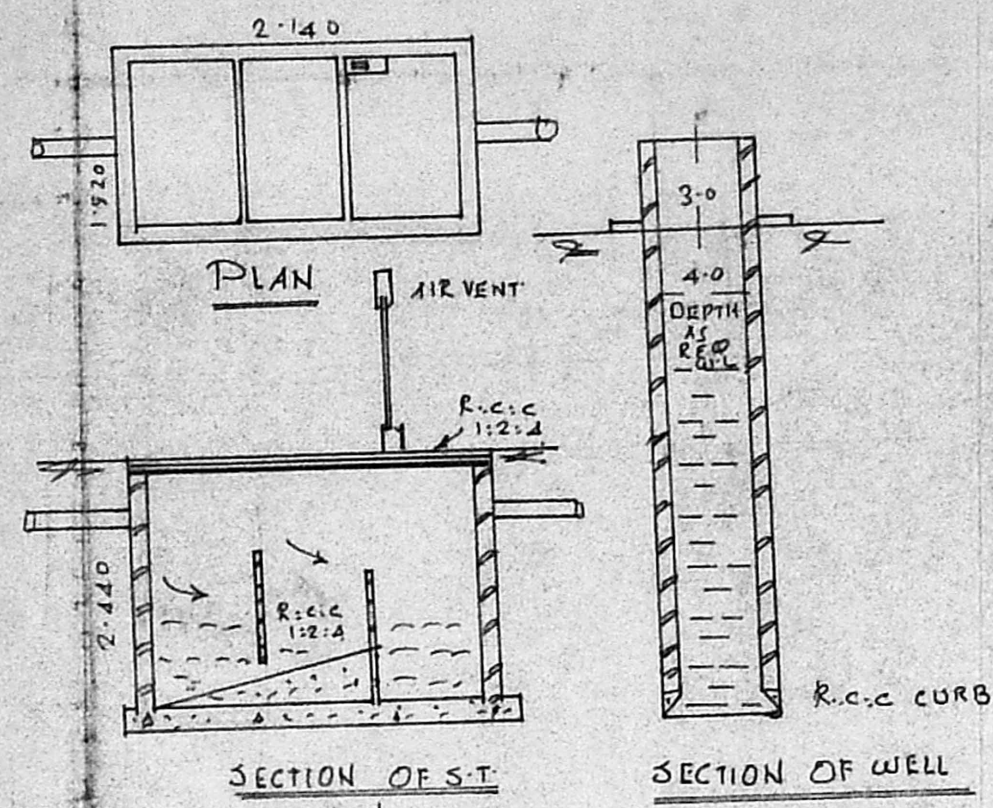 2.140
1.520
PLAN
AIR VENT
R.C.C
1:2:4
2.440
R.C.C
1:2:4
SECTION OF S.T.
3.0
4.0
DEPTH
AS
REQ
W.L
R.C.C CURB
SECTION OF WELL